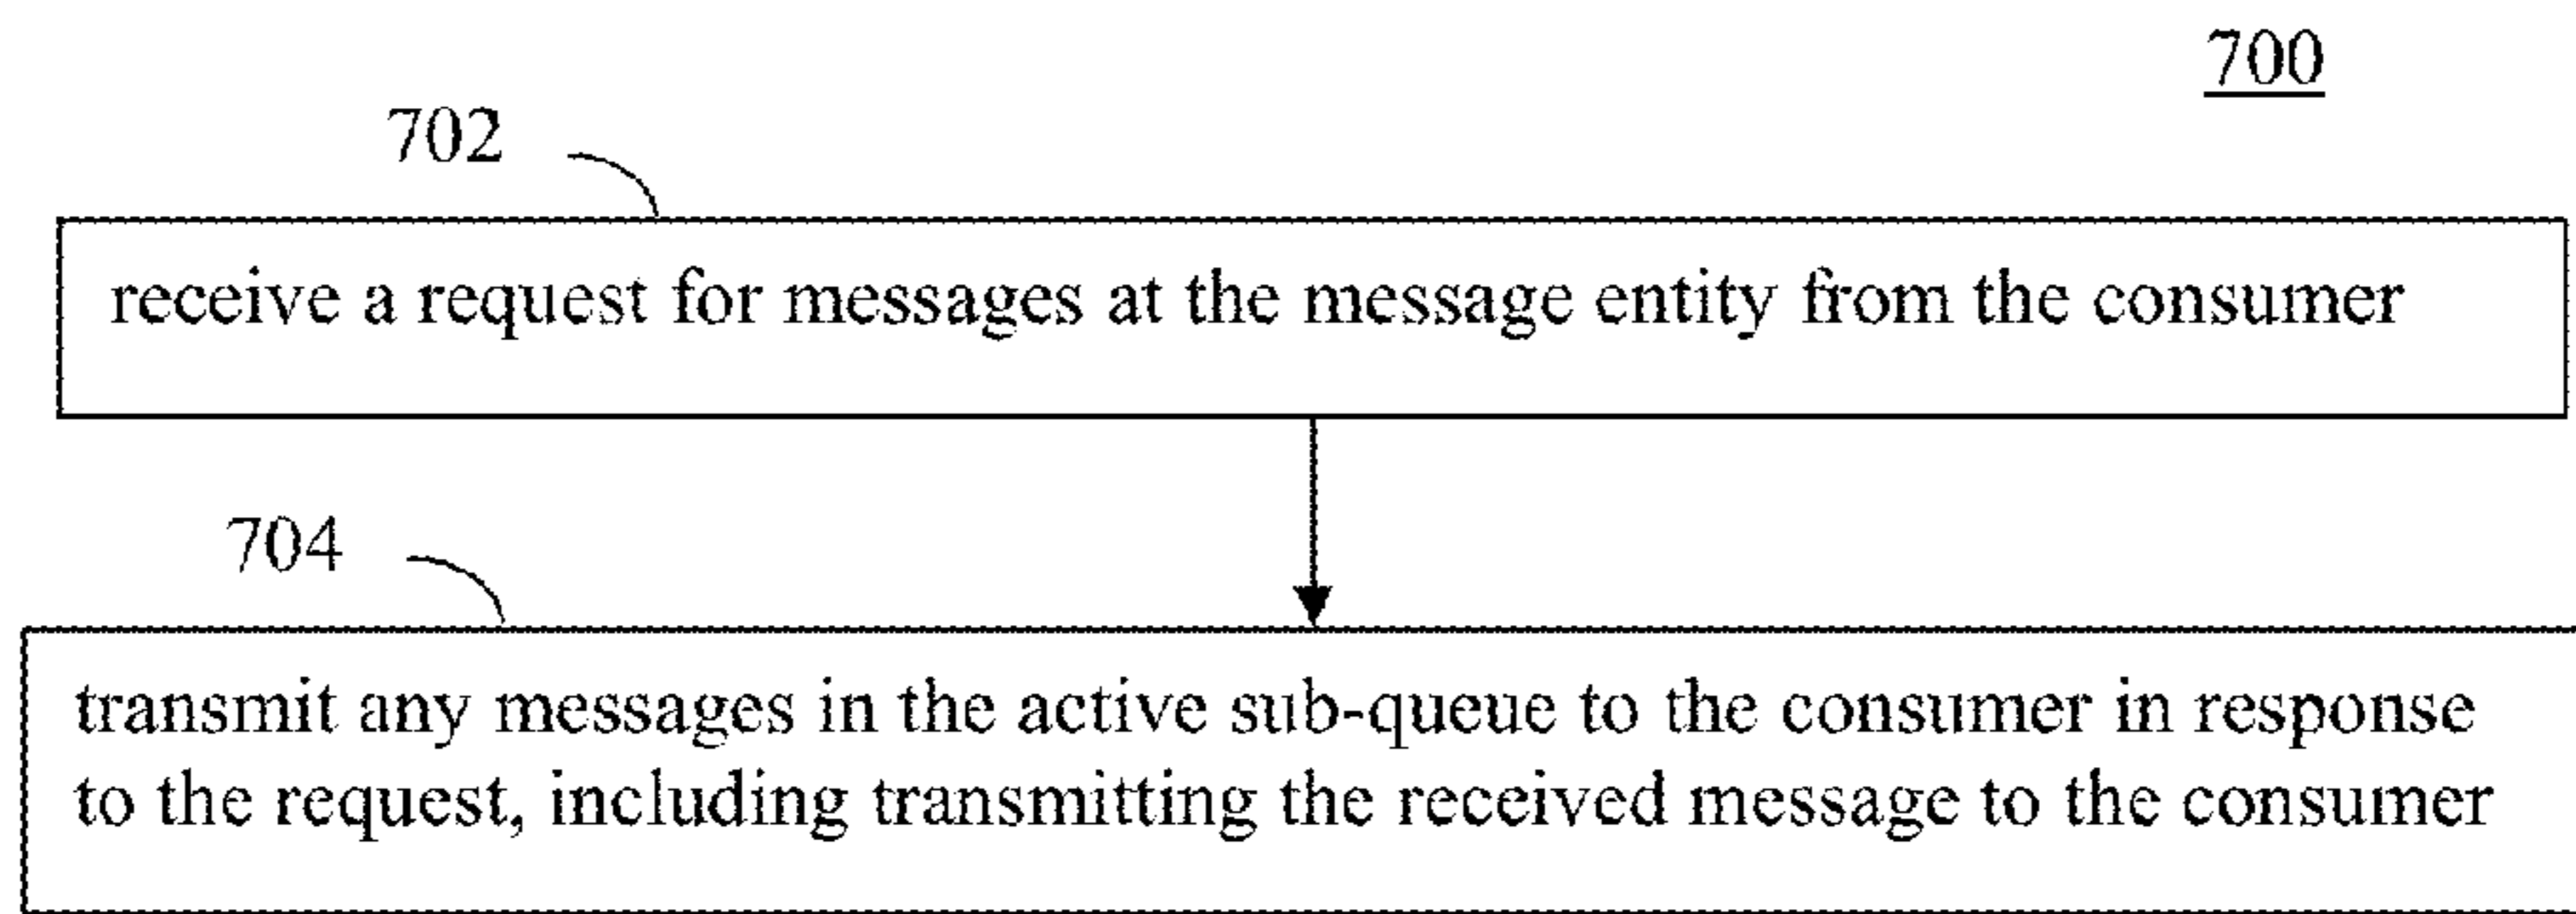 700
702
receive a request for messages at the message entity from the consumer
704
transmit any messages in the active sub-queue to the consumer in response
to the request, including transmitting the received message to the consumer